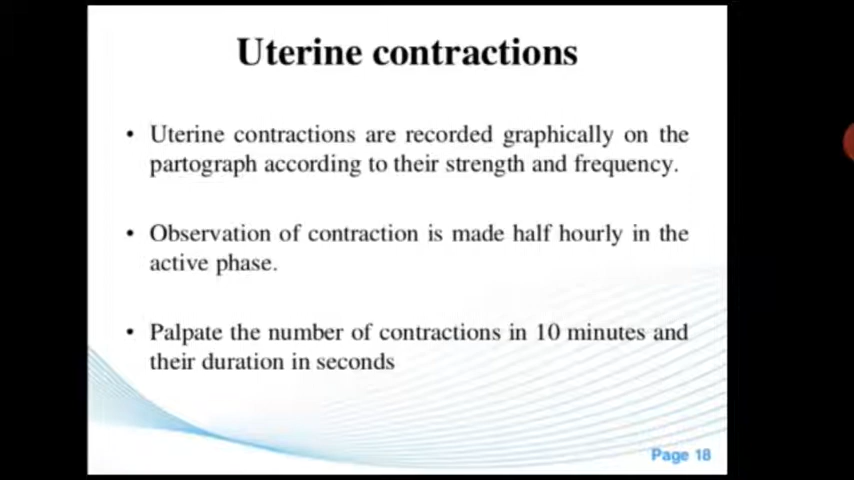 Uterine contractions
• Uterine contractions are recorded graphically on the
partograph according to their strength and frequency.
• Observation of contraction is made half hourly in the
active phase.
• Palpate the number of contractions in 10 minutes and
their duration in seconds
Page 18